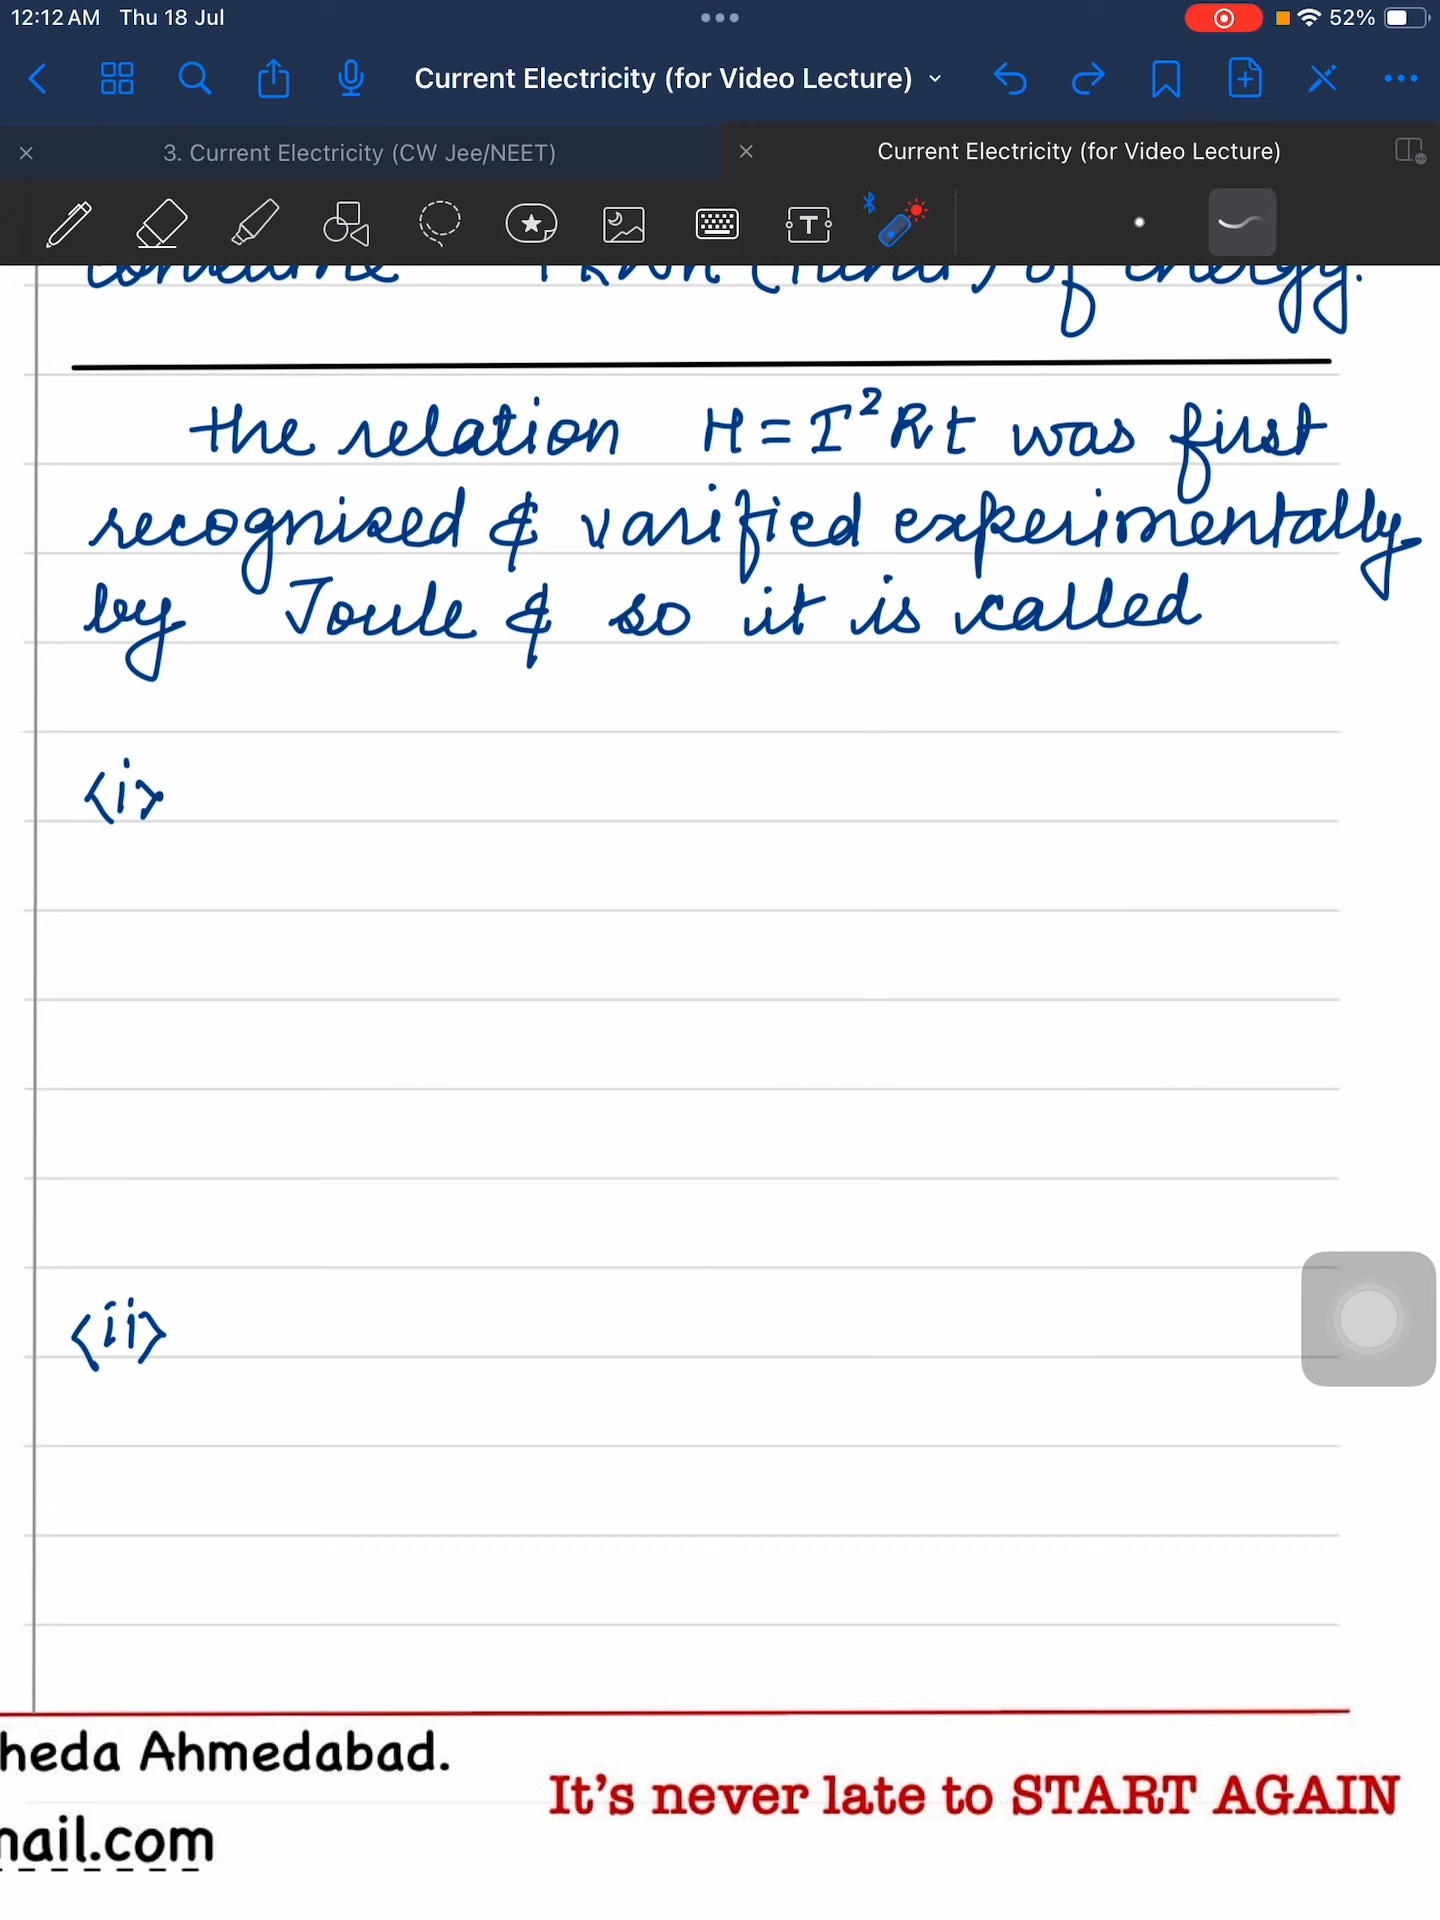 12:12 AM Thu 18 Jul
52%
Current Electricity (for Video Lecture)
3. Current Electricity (CW Jee/NEET)
Current Electricity (for Video Lecture)
T
of energy.
the relation H = I²Rt was first
recognised & varified experimentally
by Joule & so it is called
<i>
<ii>
heda Ahmedabad.
It's never late to START AGAIN
mail.com